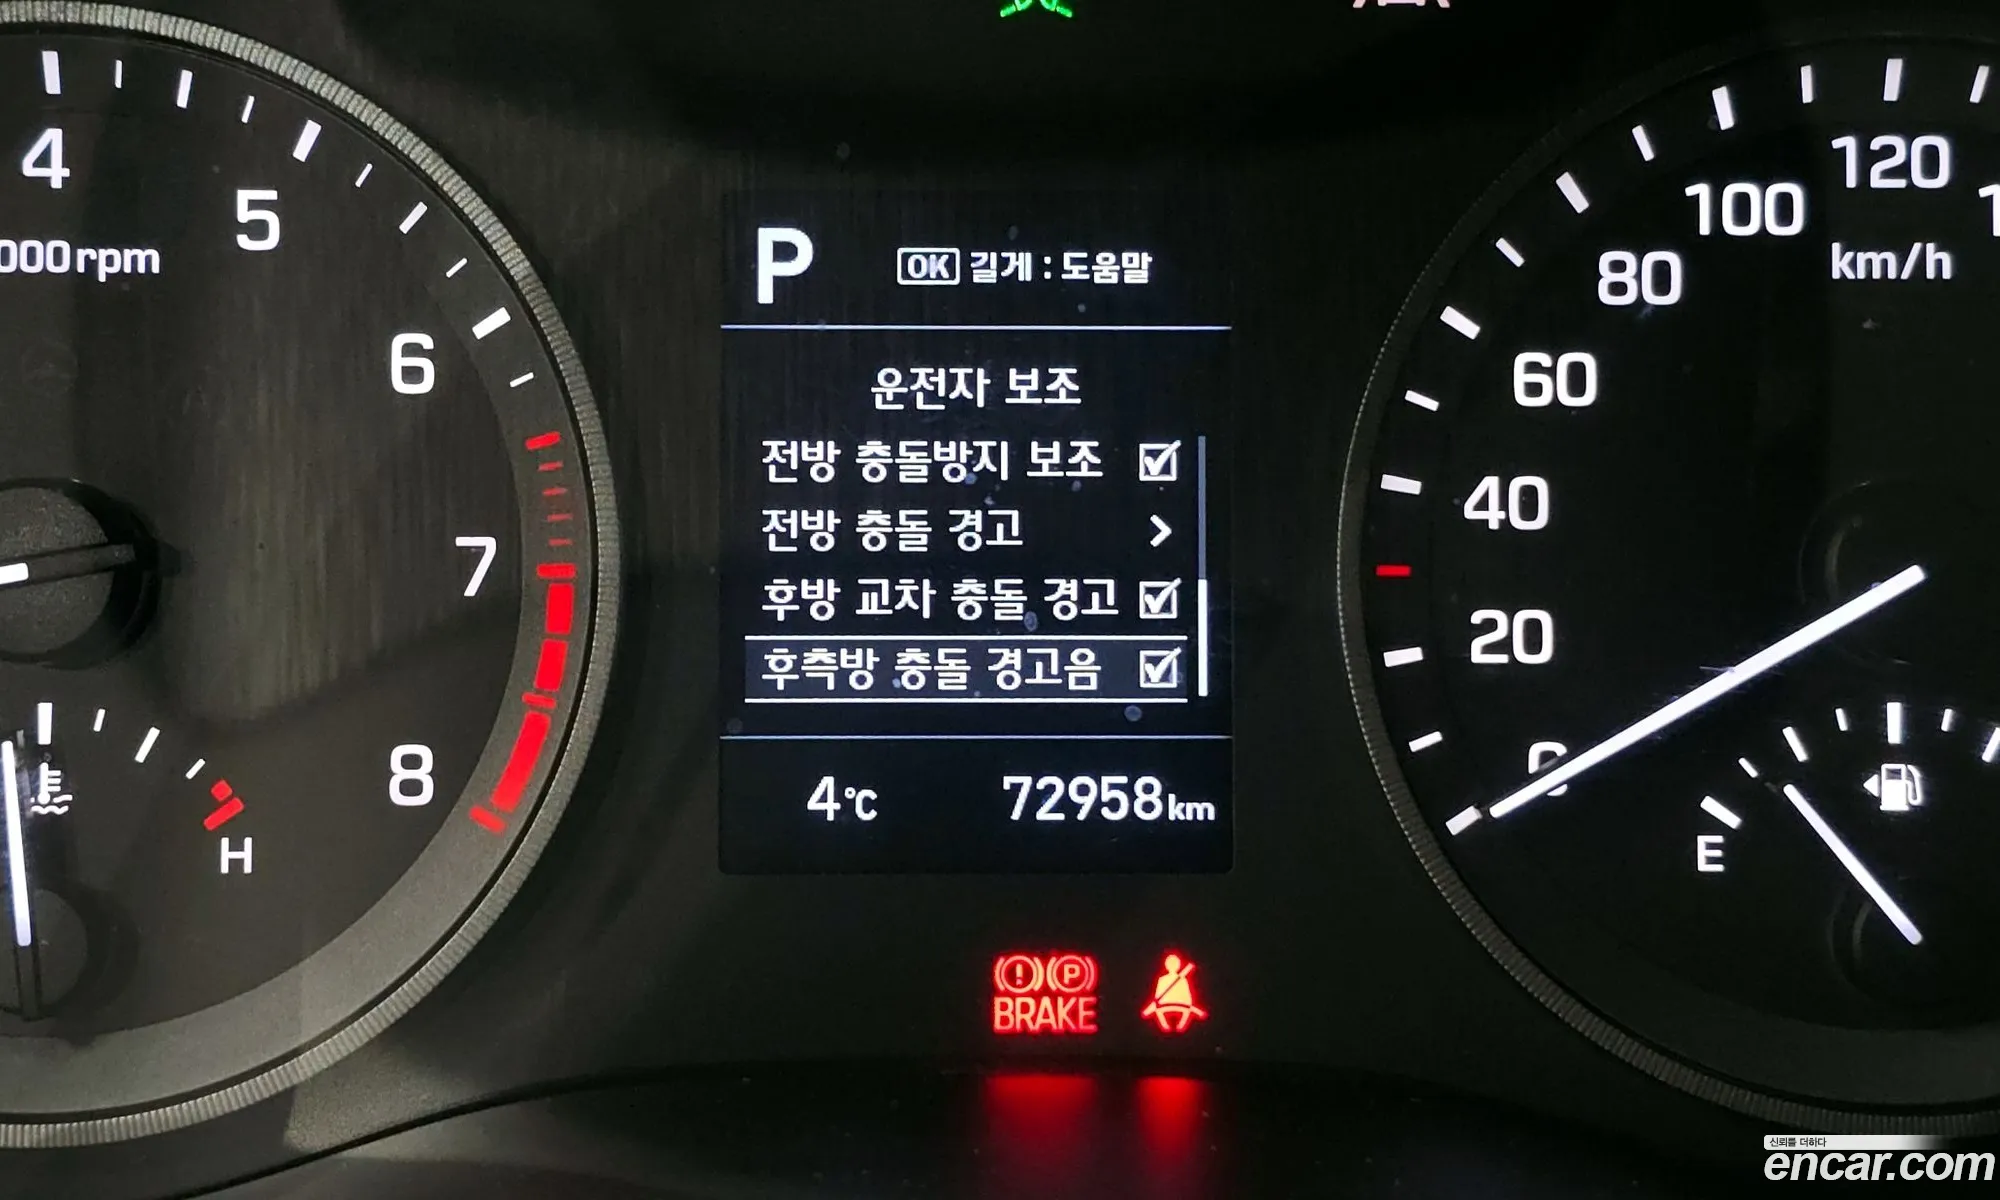 4
5
000rpm
6
7
8
H
P
OK 길게 : 도움말
운전자 보조
전방 충돌방지 보조
전방 충돌 경고
후방 교차 충돌 경고
후측방 충돌 경고음
4℃ 72958km
BRAKE
P
120
100
km/h
80
60
40
20
0
E
신뢰를 더하다
encar.com